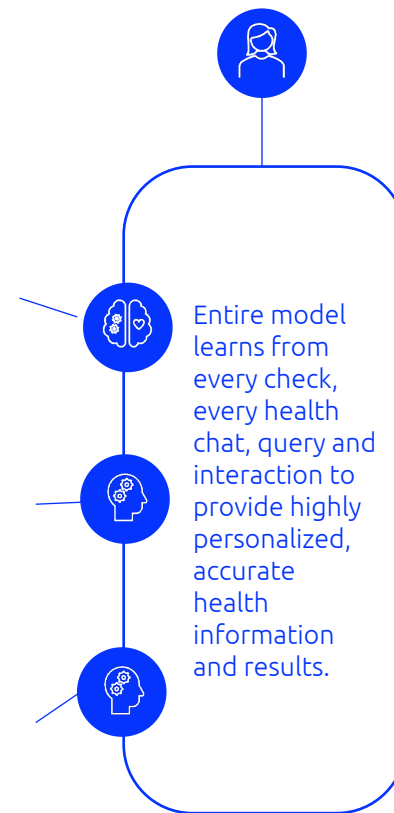 Entire model
learns from
every check,
every health
chat, query and
interaction to
provide highly
personalized,
accurate
health
information
and results.